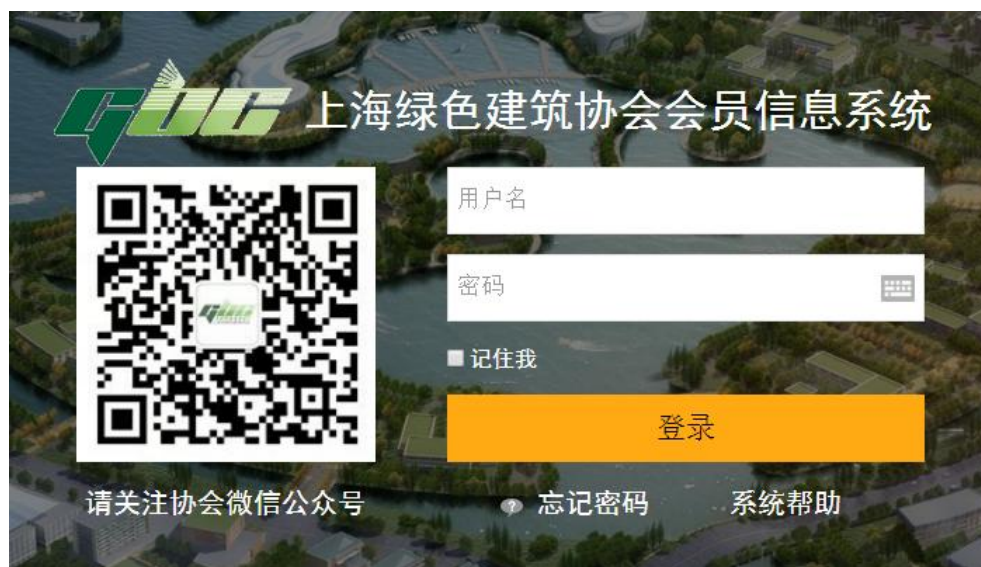 GBC 上海绿色建筑协会会员信息系统
用户名
密码
记住我
登录
请关注协会微信公众号
? 忘记密码 系统帮助